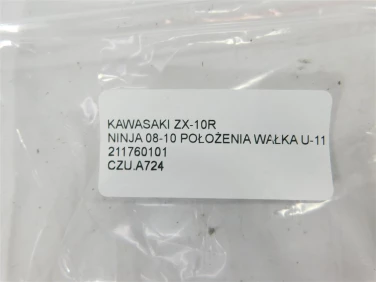 KAWASAKI ZX-10R
NINJA 08-10 POŁOŻENIA WAŁKA U-11
211760101
CZU.A724